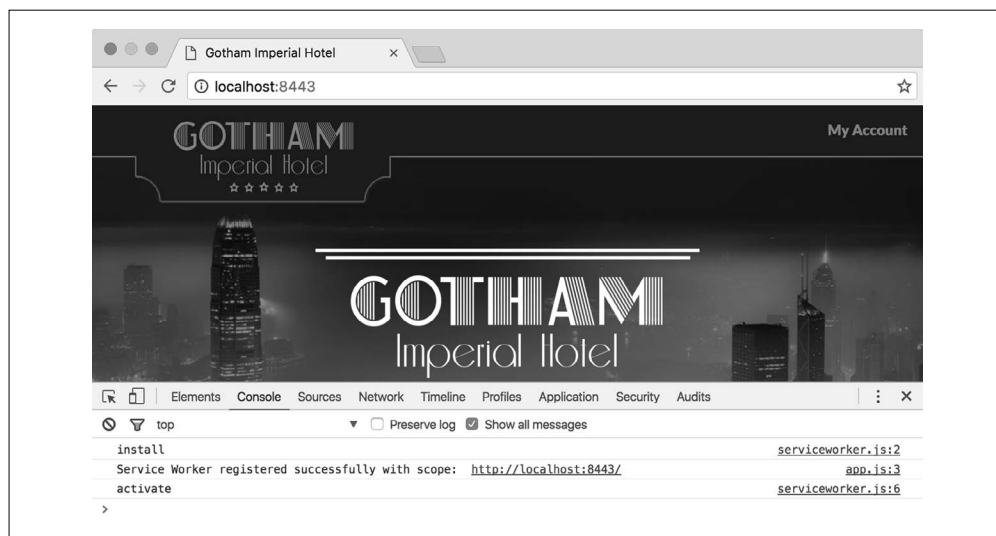 Gotham Imperial Hotel
localhost:8443
GOTHAM
Imperial Hotel
My Account
GOTHAM
Imperial Hotel
Elements Console Sources Network Timeline Profiles Application Security Audits
top Preserve log Show all messages
install serviceworker.js:2
Service Worker registered successfully with scope: http://localhost:8443/ app.js:3
activate serviceworker.js:6
>